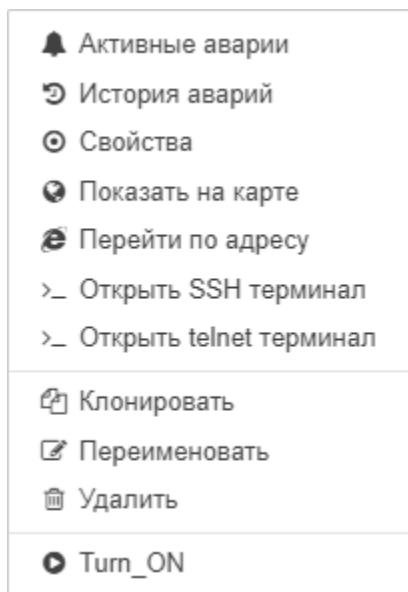 Активные аварии
История аварий
Свойства
Показать на карте
Перейти по адресу
Открыть SSH терминал
Открыть telnet терминал
Клонировать
Переименовать
Удалить
Turn_ON